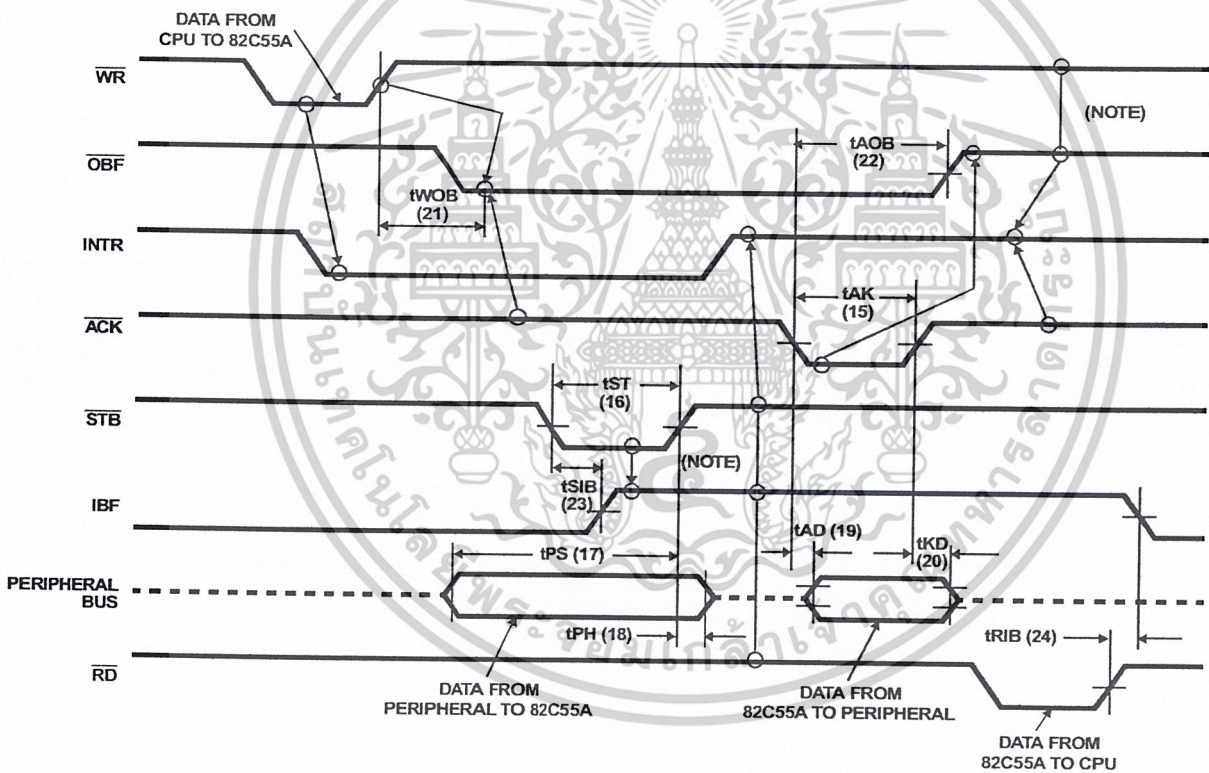 DATA FROM
CPU TO 82C55A
WR
(NOTE)
tAOB
(22)
OBF
tWOB
(21)
INTR
tAK
(15)
ACK
tST
(16)
STB
(NOTE)
tSIB
(23)
IBF
tAD (19)
tKD
(20)
tPS (17)
PERIPHERAL
BUS
tPH (18)
tRIB (24)
RD
DATA FROM
PERIPHERAL TO 82C55A
DATA FROM
82C55A TO PERIPHERAL
DATA FROM
82C55A TO CPU